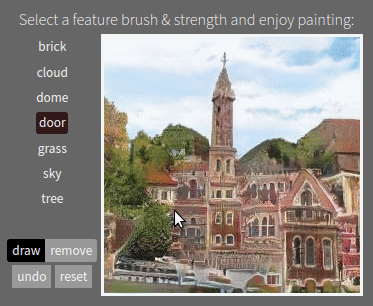 Select a feature brush & strength and enjoy painting:
brick
cloud
dome
door
grass
sky
tree
draw remove
undo reset